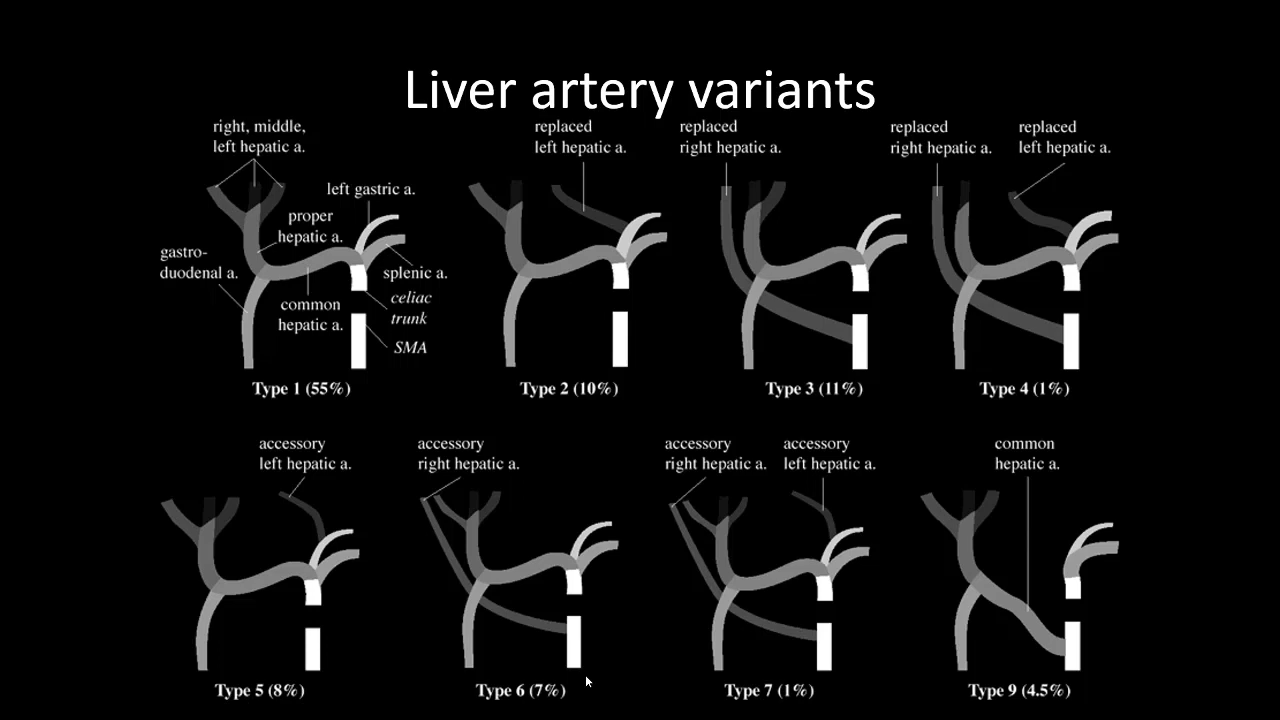 Liver artery variants
right, middle,
left hepatic a.
left gastric a.
proper
hepatic a.
gastro-
duodenal a.
splenic a.
common
hepatic a.
celiac
trunk
SMA
Type 1 (55%)
replaced
left hepatic a.
Type 2 (10%)
replaced
right hepatic a.
Type 3 (11%)
replaced
right hepatic a.
replaced
left hepatic a.
Type 4 (1%)
accessory
left hepatic a.
Type 5 (8%)
accessory
right hepatic a.
Type 6 (7%)
accessory
right hepatic a.
accessory
left hepatic a.
Type 7 (1%)
common
hepatic a.
Type 9 (4.5%)